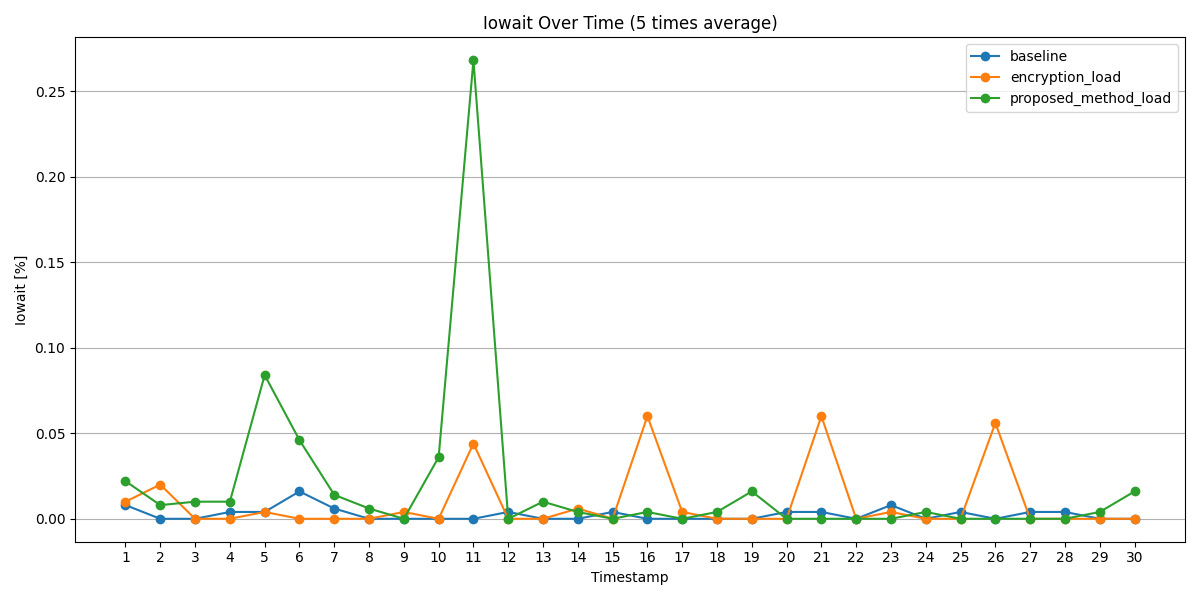 Iowait Over Time (5 times average)
baseline
encryption_load
proposed_method_load
Iowait [%]
0.25
0.20
0.15
0.10
0.05
0.00
1 2 3 4 5 6 7 8 9 10 11 12 13 14 15 16 17 18 19 20 21 22 23 24 25 26 27 28 29 30
Timestamp